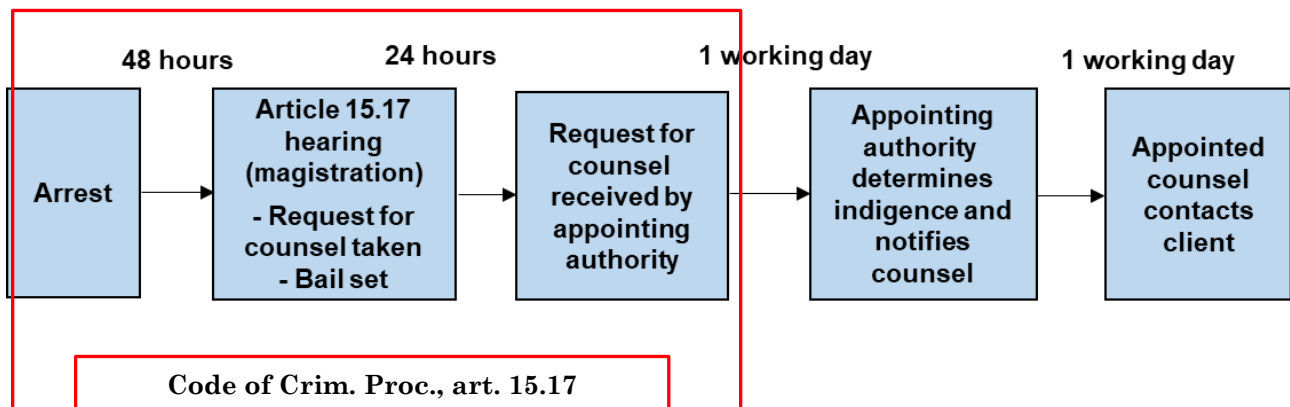 48 hours
24 hours
1 working day
1 working day
Arrest
Article 15.17
hearing
(magistration)
- Request for
counsel taken
- Bail set
Request for
counsel
received by
appointing
authority
Appointing
authority
determines
indigence and
notifies
counsel
Appointed
counsel
contacts
client
Code of Crim. Proc., art. 15.17